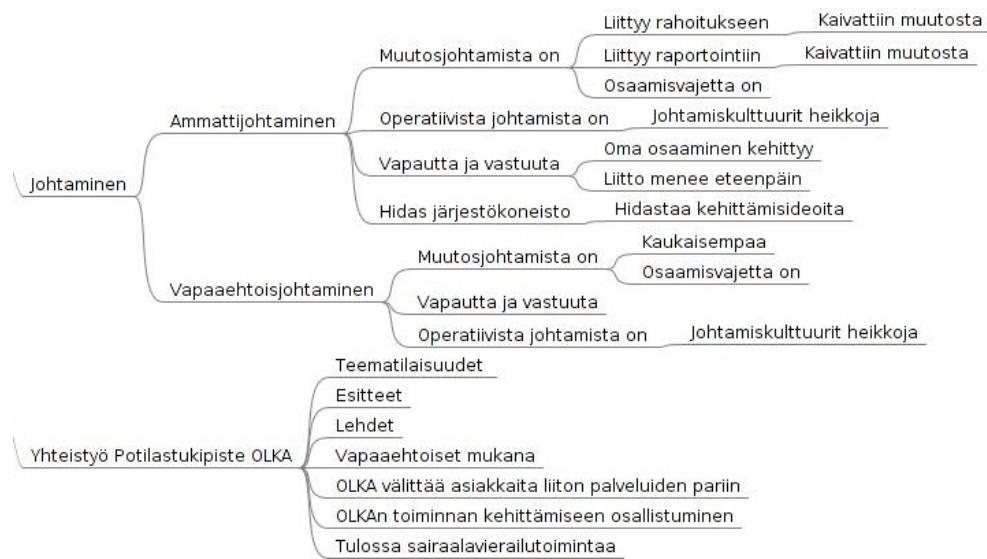 Johtaminen
Ammattijohtaminen
Muutosjohtamista on
Liittyy rahoitukseen
Kaivattiin muutosta
Liittyy raportointiin
Kaivattiin muutosta
Osaamisvajetta on
Operatiivista johtamista on
Johtamiskulttuurit heikkoja
Vapautta ja vastuuta
Oma osaaminen kehittyy
Liitto menee eteenpäin
Hidas järjestökoneisto
Hidastaa kehittämisideoita
Vapaaehtoisjohtaminen
Muutosjohtamista on
Kaukaisempaa
Osaamisvajetta on
Vapautta ja vastuuta
Operatiivista johtamista on
Johtamiskulttuurit heikkoja
Yhteistyö Potilastukipiste OLKA
Teematilaisuudet
Esitteet
Lehdet
Vapaaehtoiset mukana
OLKA välittää asiakkaita liiton palveluiden pariin
OLKAn toiminnan kehittämiseen osallistuminen
Tulossa sairaalavierailutoimintaa